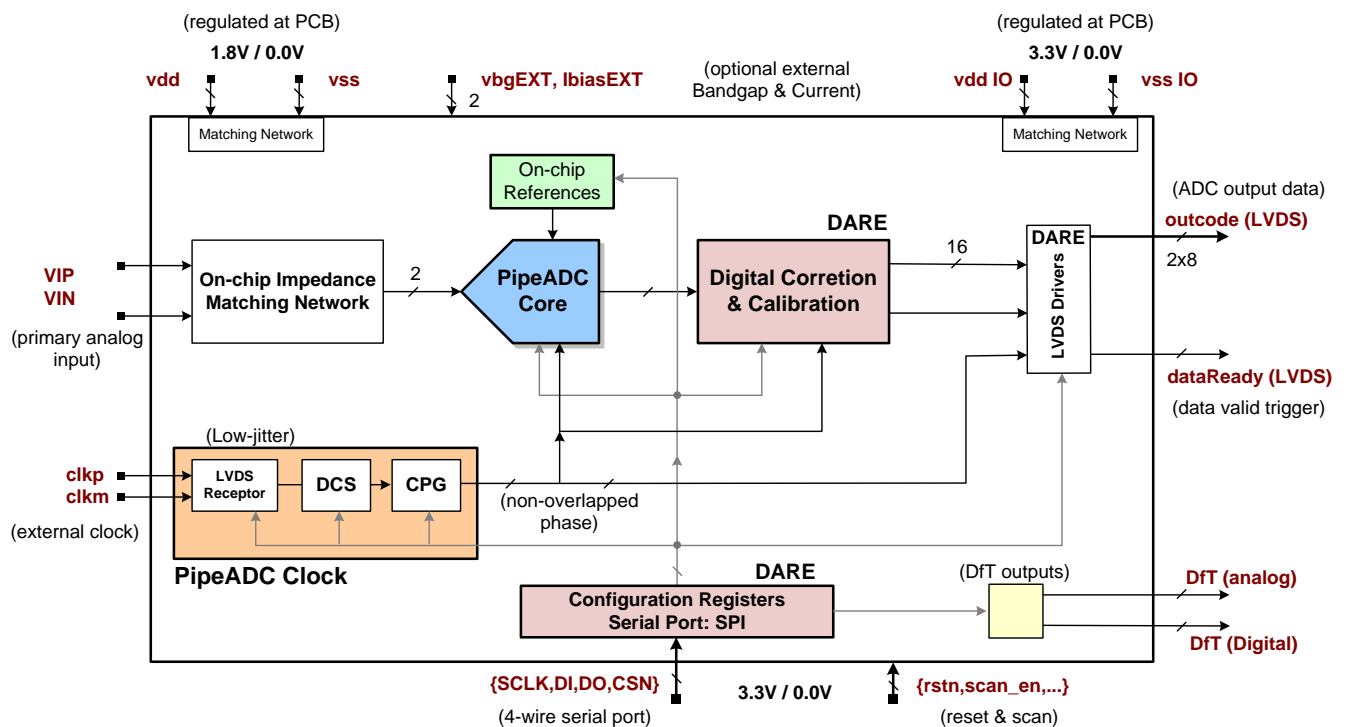 (regulated at PCB)
1.8V / 0.0V
vdd
vss
vbgEXT, IbiasEXT
2
(optional external
Bandgap & Current)
(regulated at PCB)
3.3V / 0.0V
vdd IO
vss IO
Matching Network
Matching Network
On-chip
References
DARE
(ADC output data)
outcode (LVDS)
2x8
VIP
VIN
(primary analog
input)
On-chip Impedance
Matching Network
2
PipeADC
Core
Digital Corretion
& Calibration
16
DARE
LVDS Drivers
dataReady (LVDS)
(data valid trigger)
(Low-jitter)
clkp
clkm
(external clock)
LVDS
Receptor
DCS
CPG
(non-overlapped
phase)
PipeADC Clock
DARE
Configuration Registers
Serial Port: SPI
(DfT outputs)
DfT (analog)
DfT (Digital)
{SCLK,DI,DO,CSN}
(4-wire serial port)
3.3V / 0.0V
{rstn,scan_en,...}
(reset & scan)